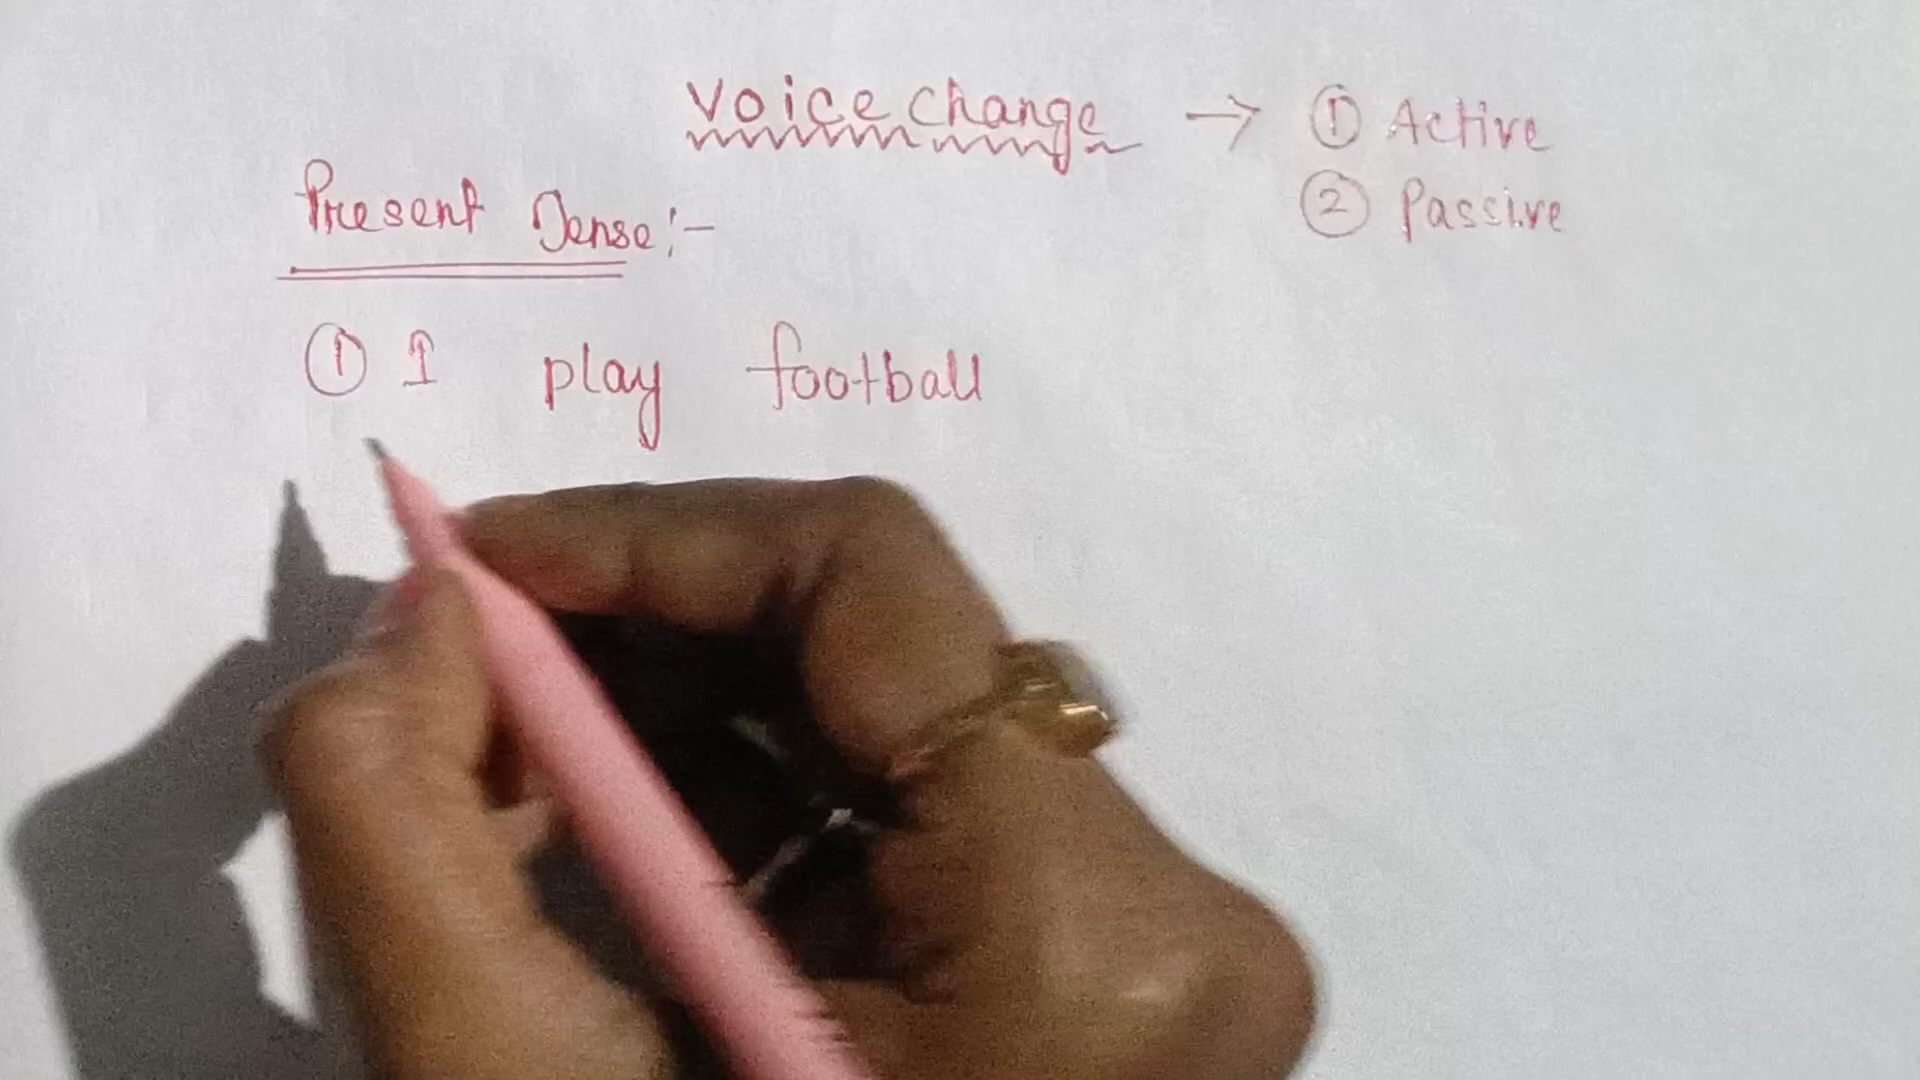 Voice change → ① Active
② Passive
Present Tense:-
① I play football